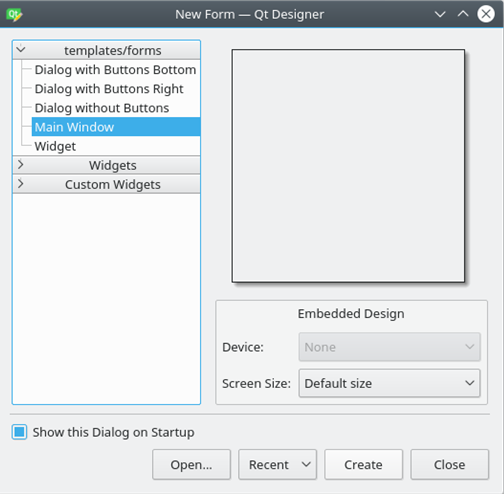 New Form — Qt Designer
templates/forms
Dialog with Buttons Bottom
Dialog with Buttons Right
Dialog without Buttons
Main Window
Widget
Widgets
Custom Widgets
Embedded Design
Device: None
Screen Size: Default size
Show this Dialog on Startup
Open... Recent Create Close